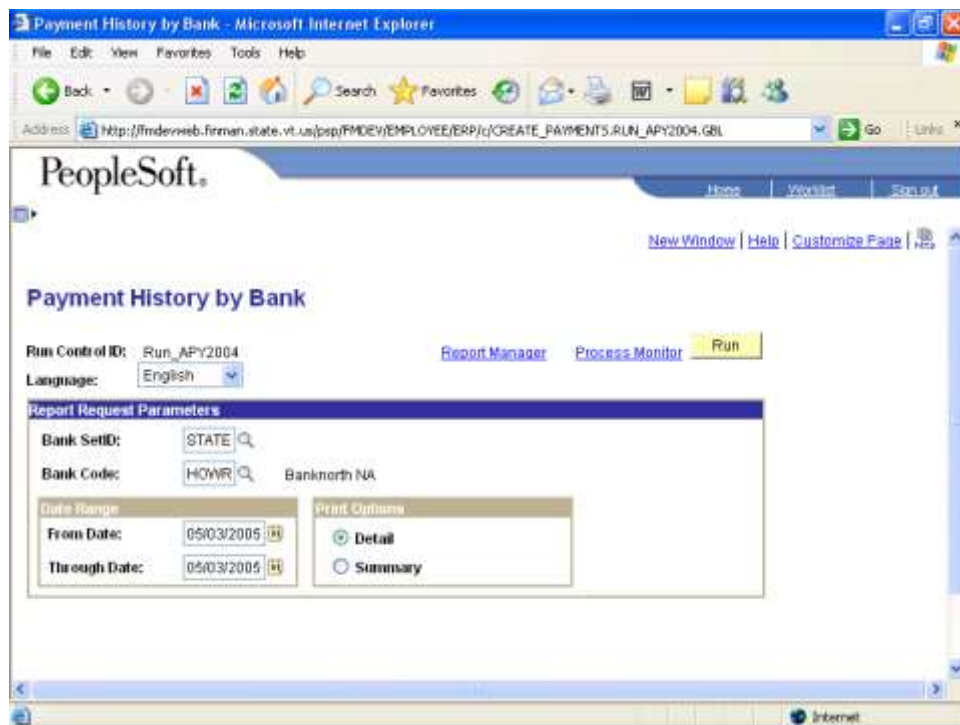 Payment History by Bank - Microsoft Internet Explorer
File Edit View Favorites Tools Help
Back Search Favorites
Address http://fmdevweb.finman.state.vt.us/psp/FMDEV/EMPLOYEE/ERP/c/CREATE_PAYMENTS.RUN_APY2004.GBL Go Links
PeopleSoft.
Home Worklist Sign out
New Window | Help | Customize Page |
Payment History by Bank
Run Control ID: Run_APY2004 Report Manager Process Monitor Run
Language: English
Report Request Parameters
Bank SetID: STATE
Bank Code: HOWR Banknorth NA
Date Range Print Options
From Date: 05/03/2005 Detail
Through Date: 05/03/2005 Summary
Internet